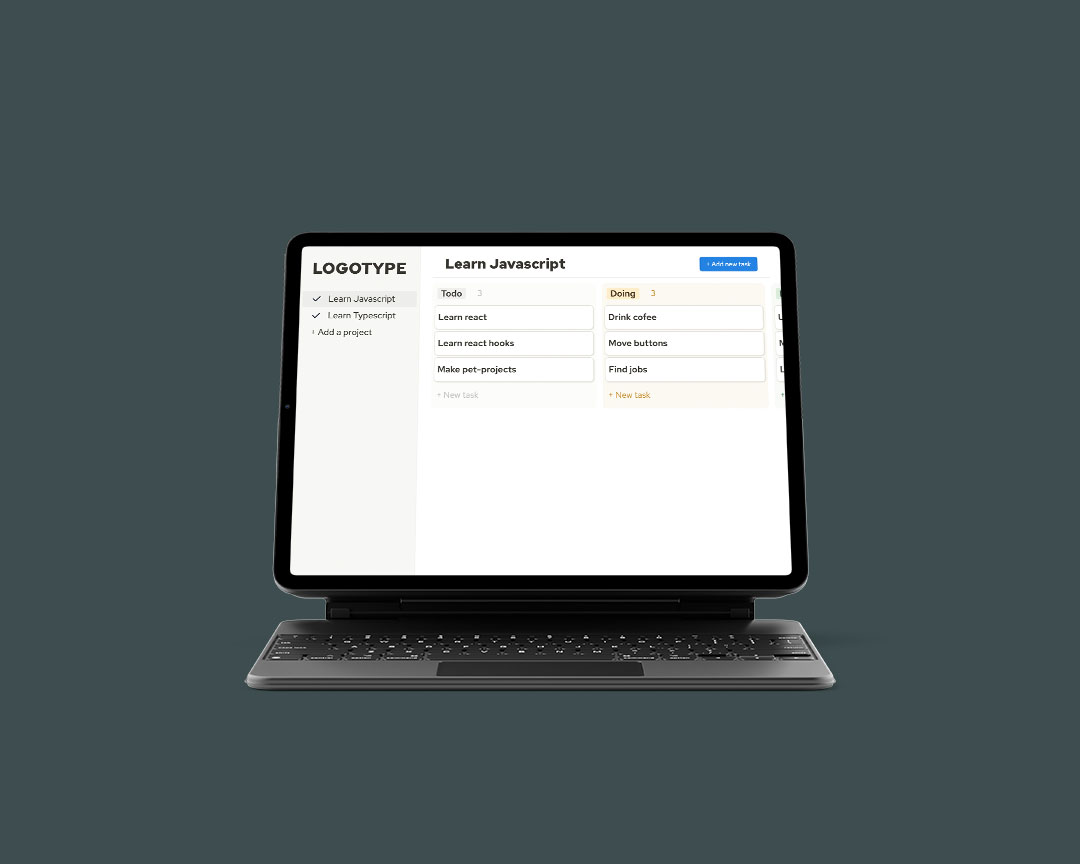 LOGOTYPE
Learn Javascript
Learn Typescript
+ Add a project
Learn Javascript
+ Add new task
Todo 3
Learn react
Learn react hooks
Make pet-projects
+ New task
Doing 3
Drink cofee
Move buttons
Find jobs
+ New task